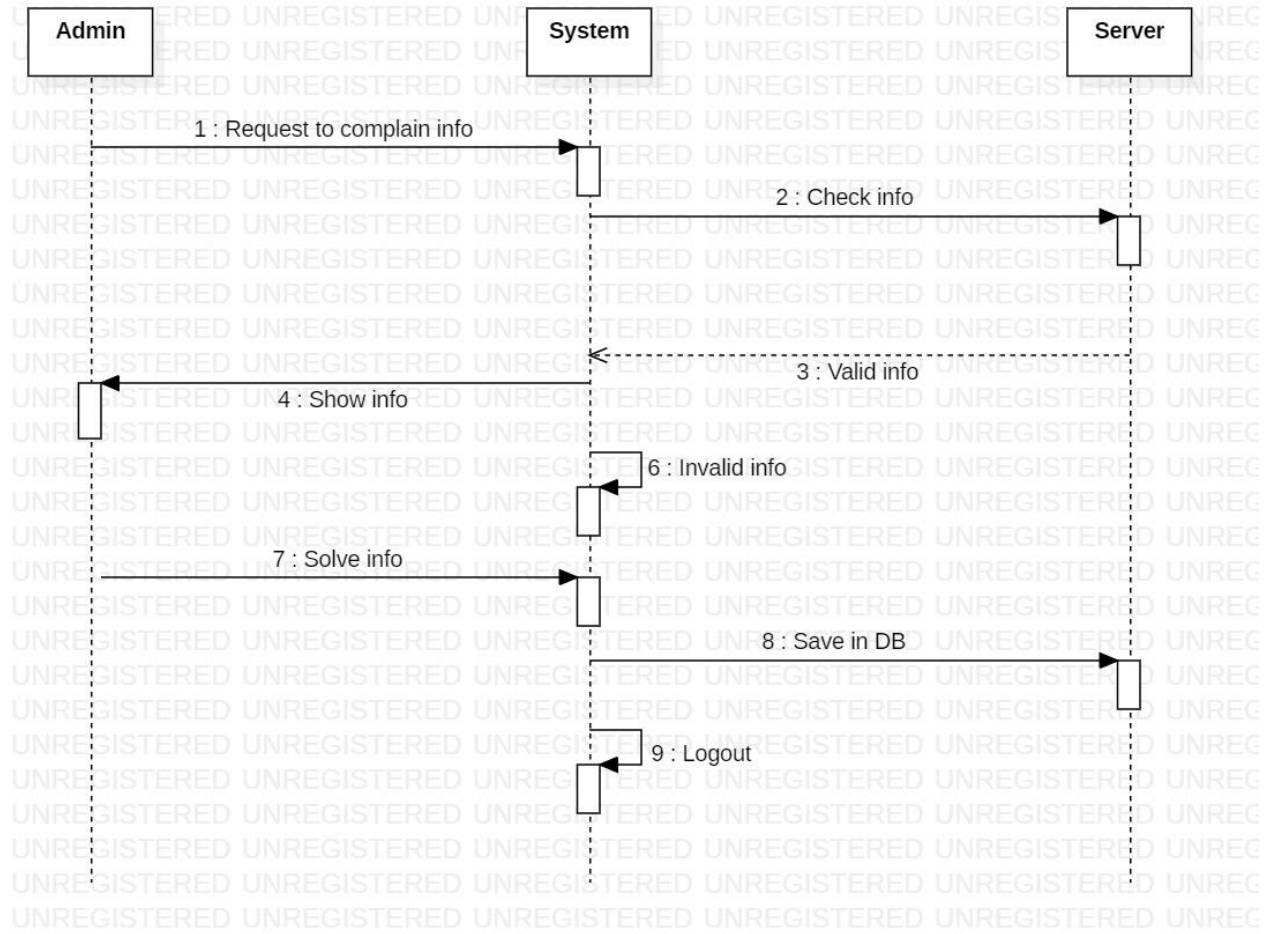 Admin
System
Server
1 : Request to complain info
2 : Check info
3 : Valid info
4 : Show info
6 : Invalid info
7 : Solve info
8 : Save in DB
9 : Logout
UNREGISTERED